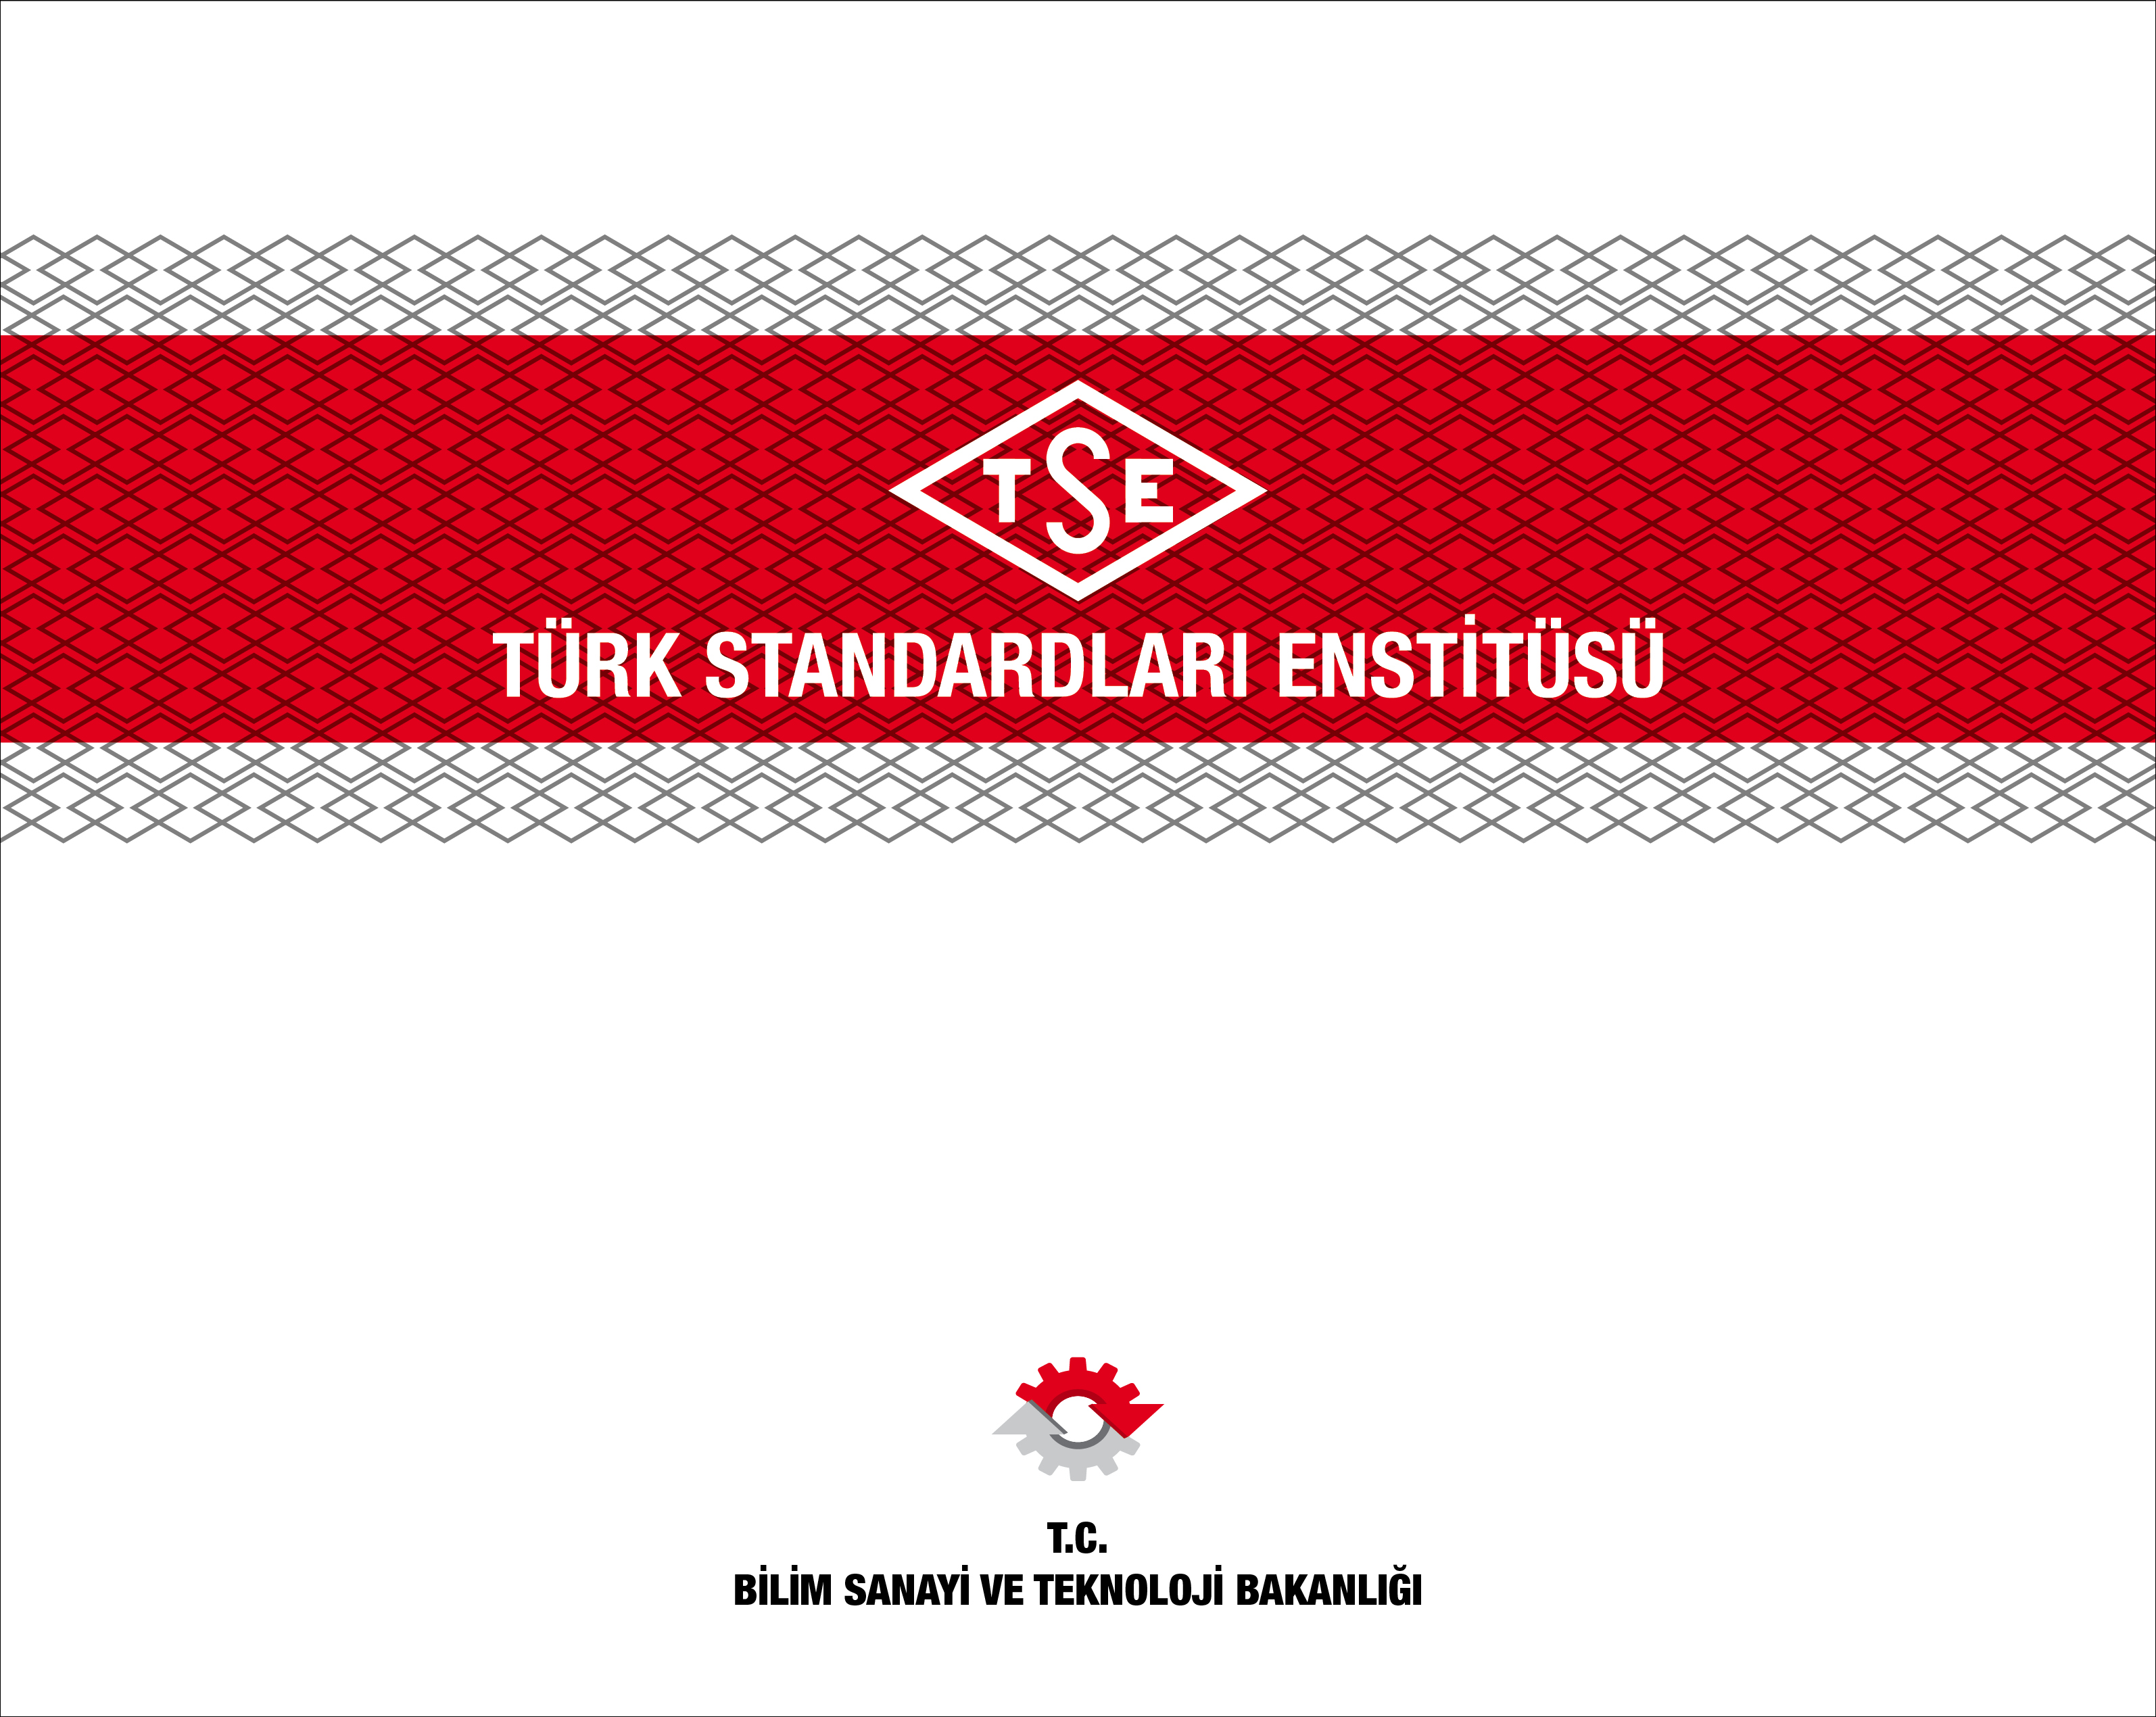 TSE
TÜRK STANDARDLARI ENSTİTÜSÜ
T.C.
BİLİM SANAYİ VE TEKNOLOJİ BAKANLIĞI